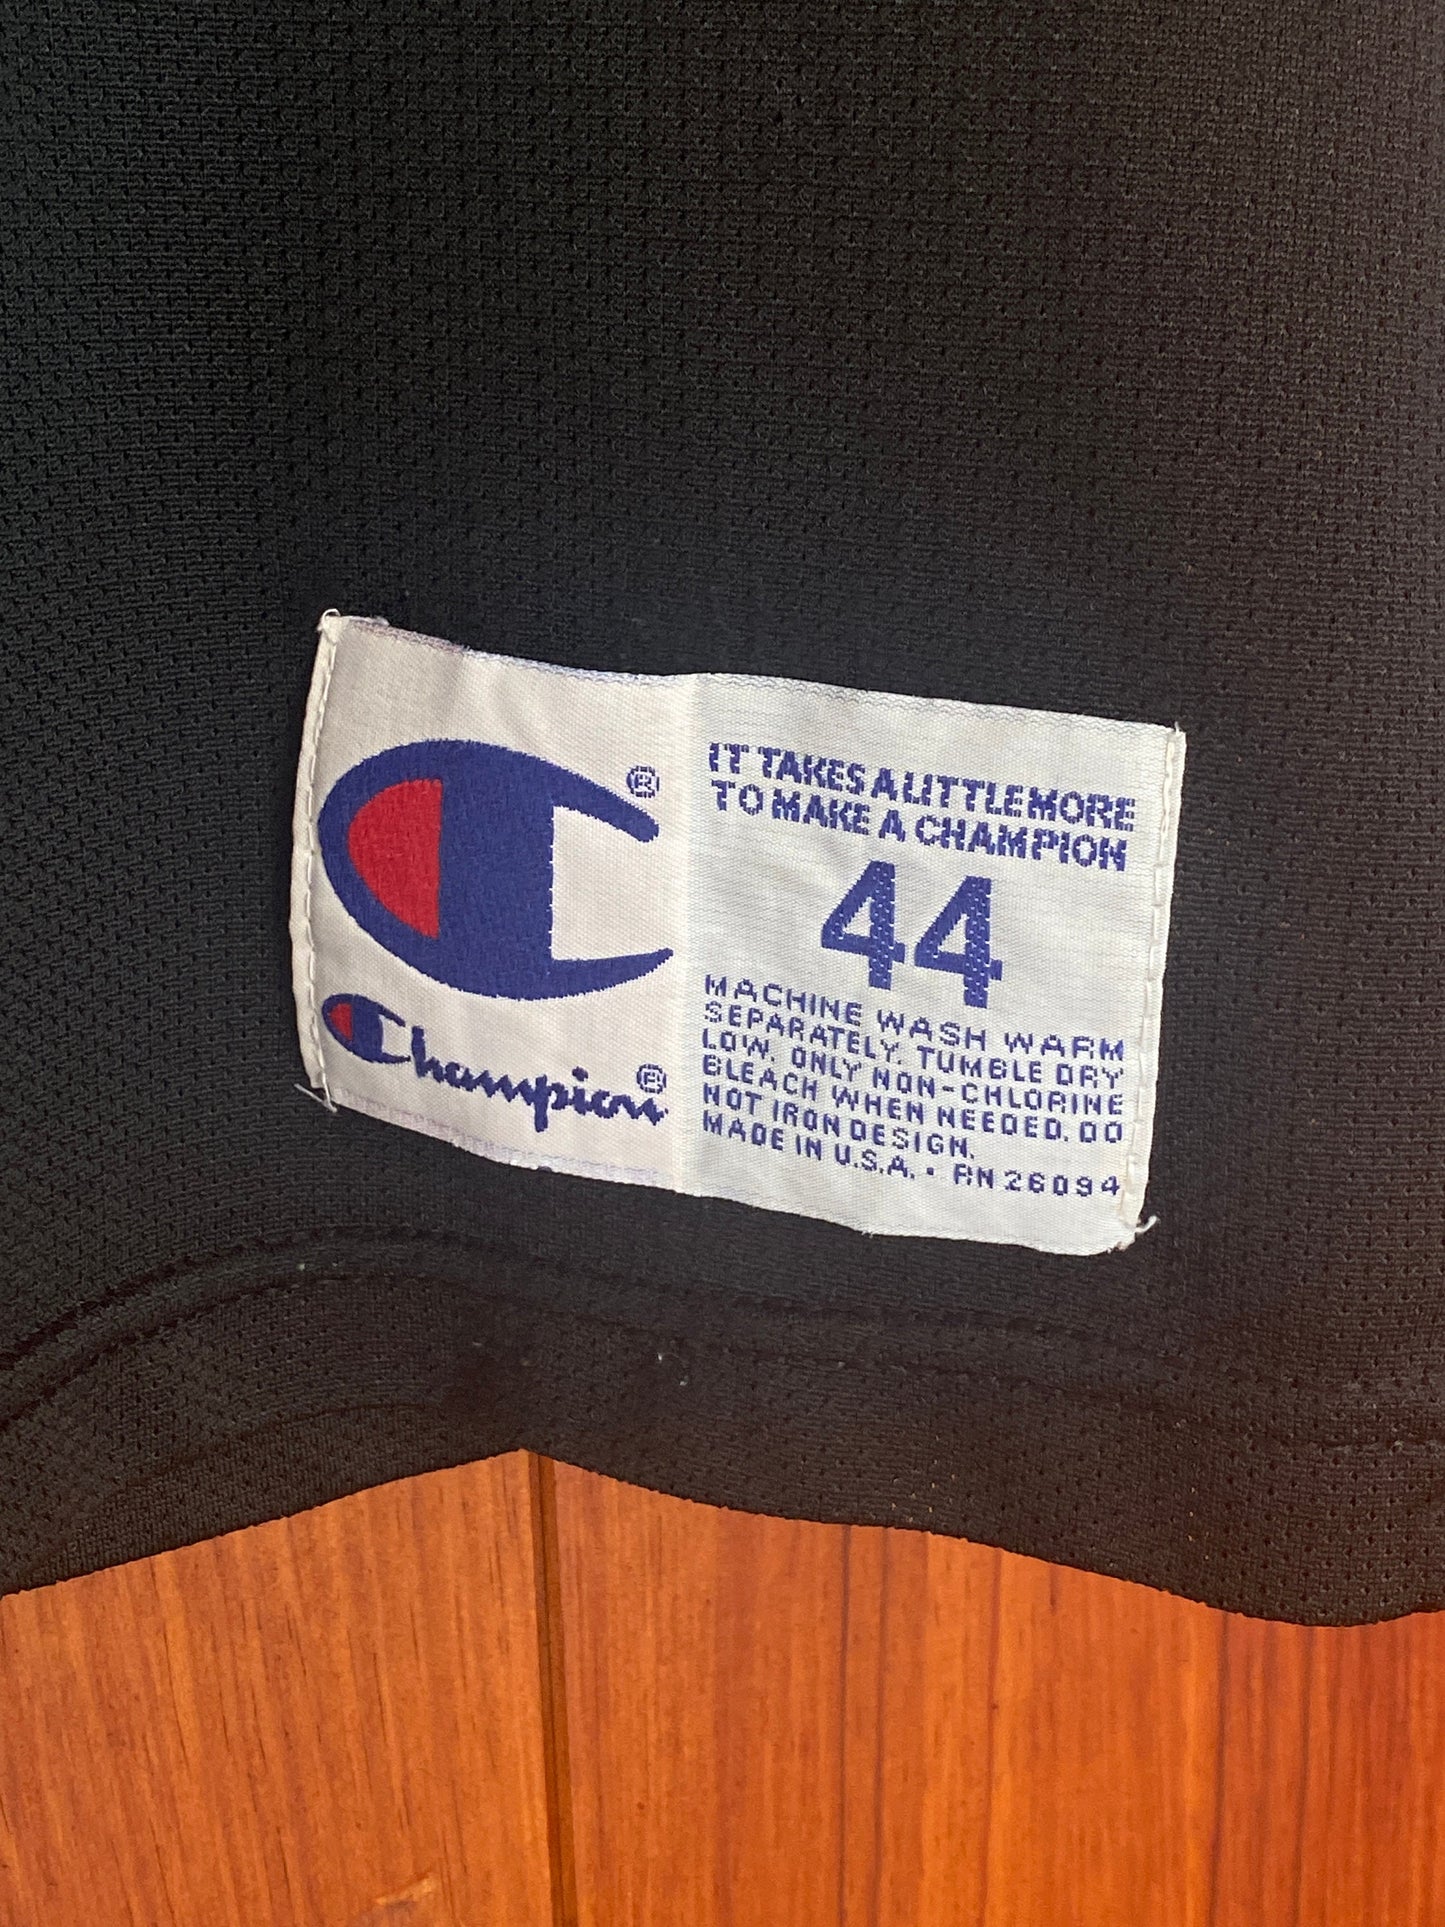 ®
Champion®
IT TAKES A LITTLE MORE
TO MAKE A CHAMPION
44
MACHINE WASH WARM
SEPARATELY. TUMBLE DRY
LOW. ONLY NON-CHLORINE
BLEACH WHEN NEEDED. DO
NOT IRON DESIGN.
MADE IN U.S.A. • RN 26094